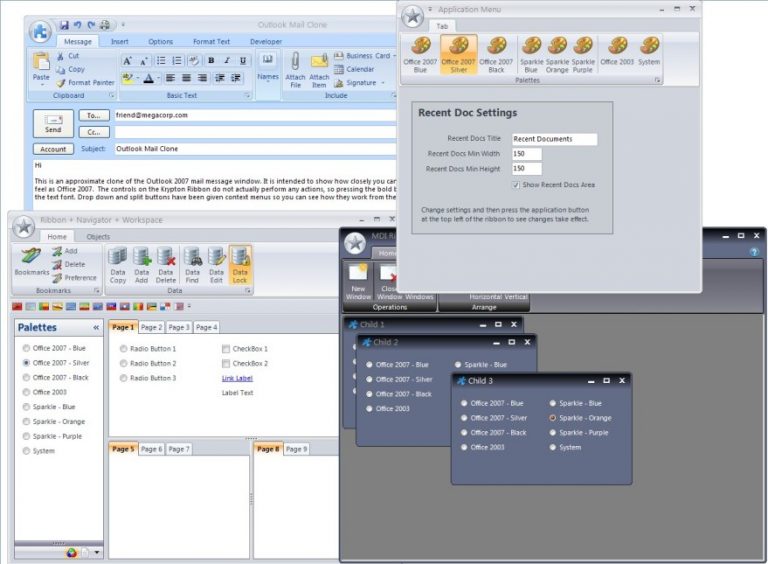 Outlook Mail Clone
Message Insert Options Format Text Developer
Paste
Cut
Copy
Format Painter
Clipboard
Basic Text
Names
Attach File
Attach Item
Business Card
Calendar
Signature
Include
Send
To...
friend@megacorp.com
Cc...
Account
Subject:
Outlook Mail Clone
Hi
This is an approximate clone of the Outlook 2007 mail message window. It is intended to show how closely you can
feel as Office 2007. The controls on the Krypton Ribbon do not actually perform any actions, so pressing the bold b
the text font. Drop down and split buttons have been given context menus so you can see how they work from the
Application Menu
Tab
Office 2007 Blue
Office 2007 Silver
Office 2007 Black
Sparkle Blue
Sparkle Orange
Sparkle Purple
Office 2003
System
Palettes
Recent Doc Settings
Recent Docs Title Recent Documents
Recent Docs Min Width 150
Recent Docs Min Height 150
Show Recent Docs Area
Change settings and then press the application button
at the top left of the ribbon to see changes take effect.
Ribbon + Navigator + Workspace
Home Objects
Bookmarks
Add
Delete
Preference
Bookmarks
Data Copy
Data Add
Data Delete
Data Find
Data Edit
Data Lock
Data
Palettes «
Office 2007 - Blue
Office 2007 - Silver
Office 2007 - Black
Office 2003
Sparkle - Blue
Sparkle - Orange
Sparkle - Purple
System
Page 1 Page 2 Page 3 Page 4
Radio Button 1 CheckBox 1
Radio Button 2 CheckBox 2
Radio Button 3 Link Label
Label Text
Page 5 Page 6 Page 7
Page 8 Page 9
MDI Ri
Home
New Window
Close Window
Windows
Operations
Horizontal Vertical
Arrange
Child 1
Child 2
Office 2007 - Blue Sparkle - Blue
Office 2007 - Silver
Office 2007 - Black
Office 2003
Child 3
Office 2007 - Blue Sparkle - Blue
Office 2007 - Silver Sparkle - Orange
Office 2007 - Black Sparkle - Purple
Office 2003 System